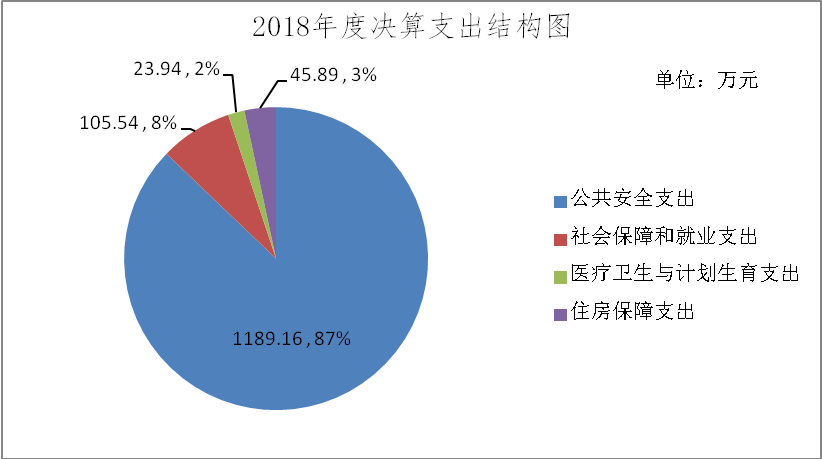 2018年度决算支出结构图
单位：万元
23.94 , 2%
45.89 , 3%
105.54 , 8%
1189.16 , 87%
公共安全支出
社会保障和就业支出
医疗卫生与计划生育支出
住房保障支出